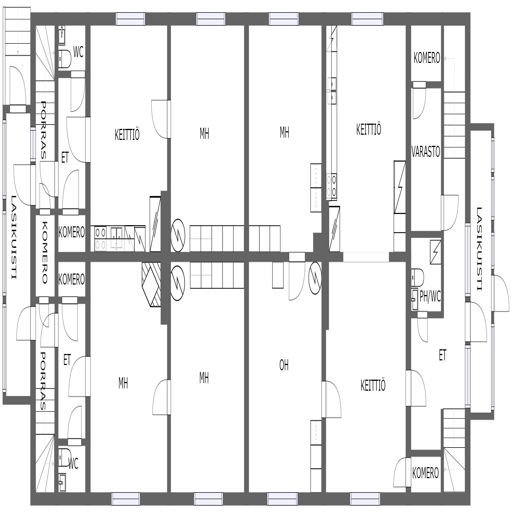 WC
KOMERO
PORRAS
ET
KEITTIÖ
MH
MH
KEITTIÖ
VARASTO
LASIKUISTI
KOMERO
KOMERO
LASIKUISTI
KOMERO
PH/WC
PORRAS
ET
MH
MH
OH
KEITTIÖ
ET
WC
KOMERO